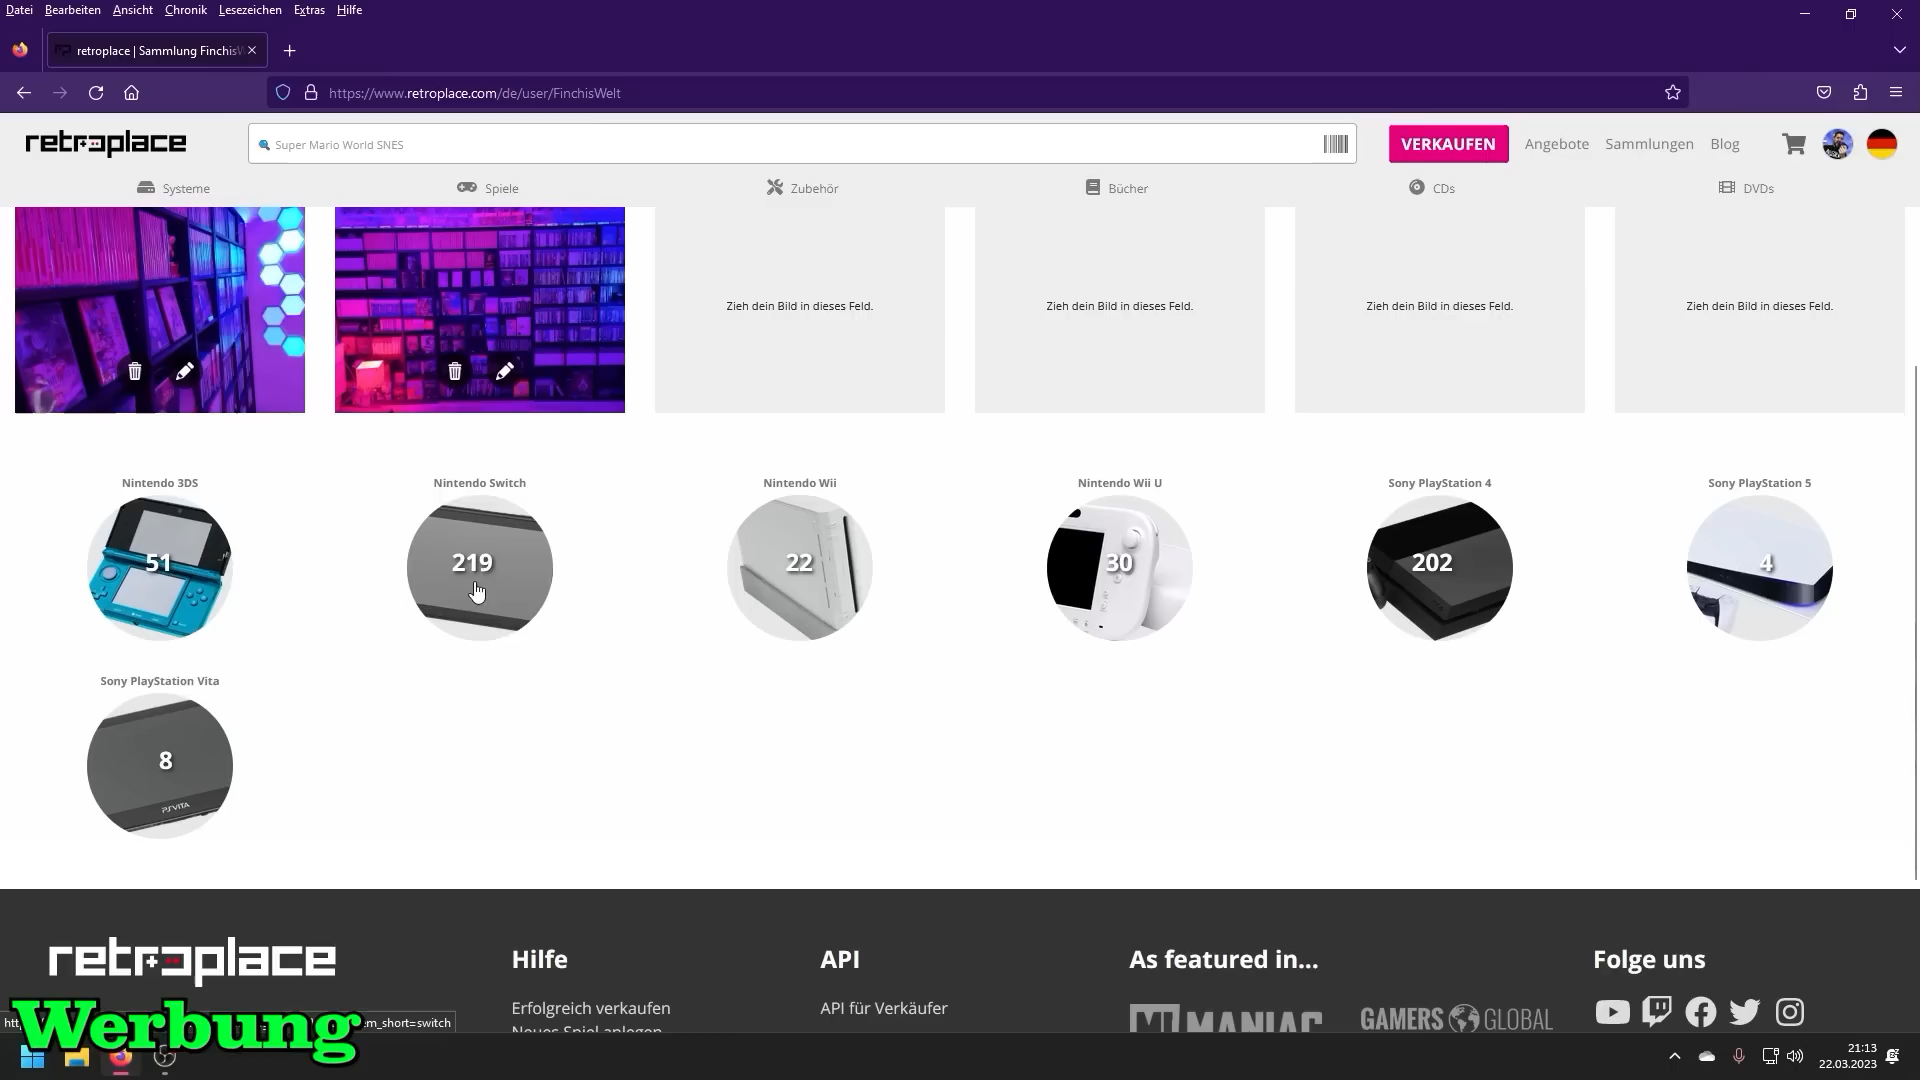 Datei Bearbeiten Ansicht Chronik Lesezeichen Extras Hilfe
retroplace | Sammlung FinchisW
https://www.retroplace.com/de/user/FinchisWelt
retroplace
Super Mario World SNES
VERKAUFEN
Angebote Sammlungen Blog
Systeme Spiele Zubehör Bücher CDs DVDs
Zieh dein Bild in dieses Feld. Zieh dein Bild in dieses Feld. Zieh dein Bild in dieses Feld. Zieh dein Bild in dieses Feld.
Nintendo 3DS Nintendo Switch Nintendo Wii Nintendo Wii U Sony PlayStation 4 Sony PlayStation 5
51 219 22 30 202 4
Sony PlayStation Vita
8
PSVITA
retroplace
Hilfe API As featured in... Folge uns
Erfolgreich verkaufen API für Verkäufer
MANIAC GAMERS GLOBAL
Neues Spiel anlegen
Werbung
em_short=switch
21:13
22.03.2023